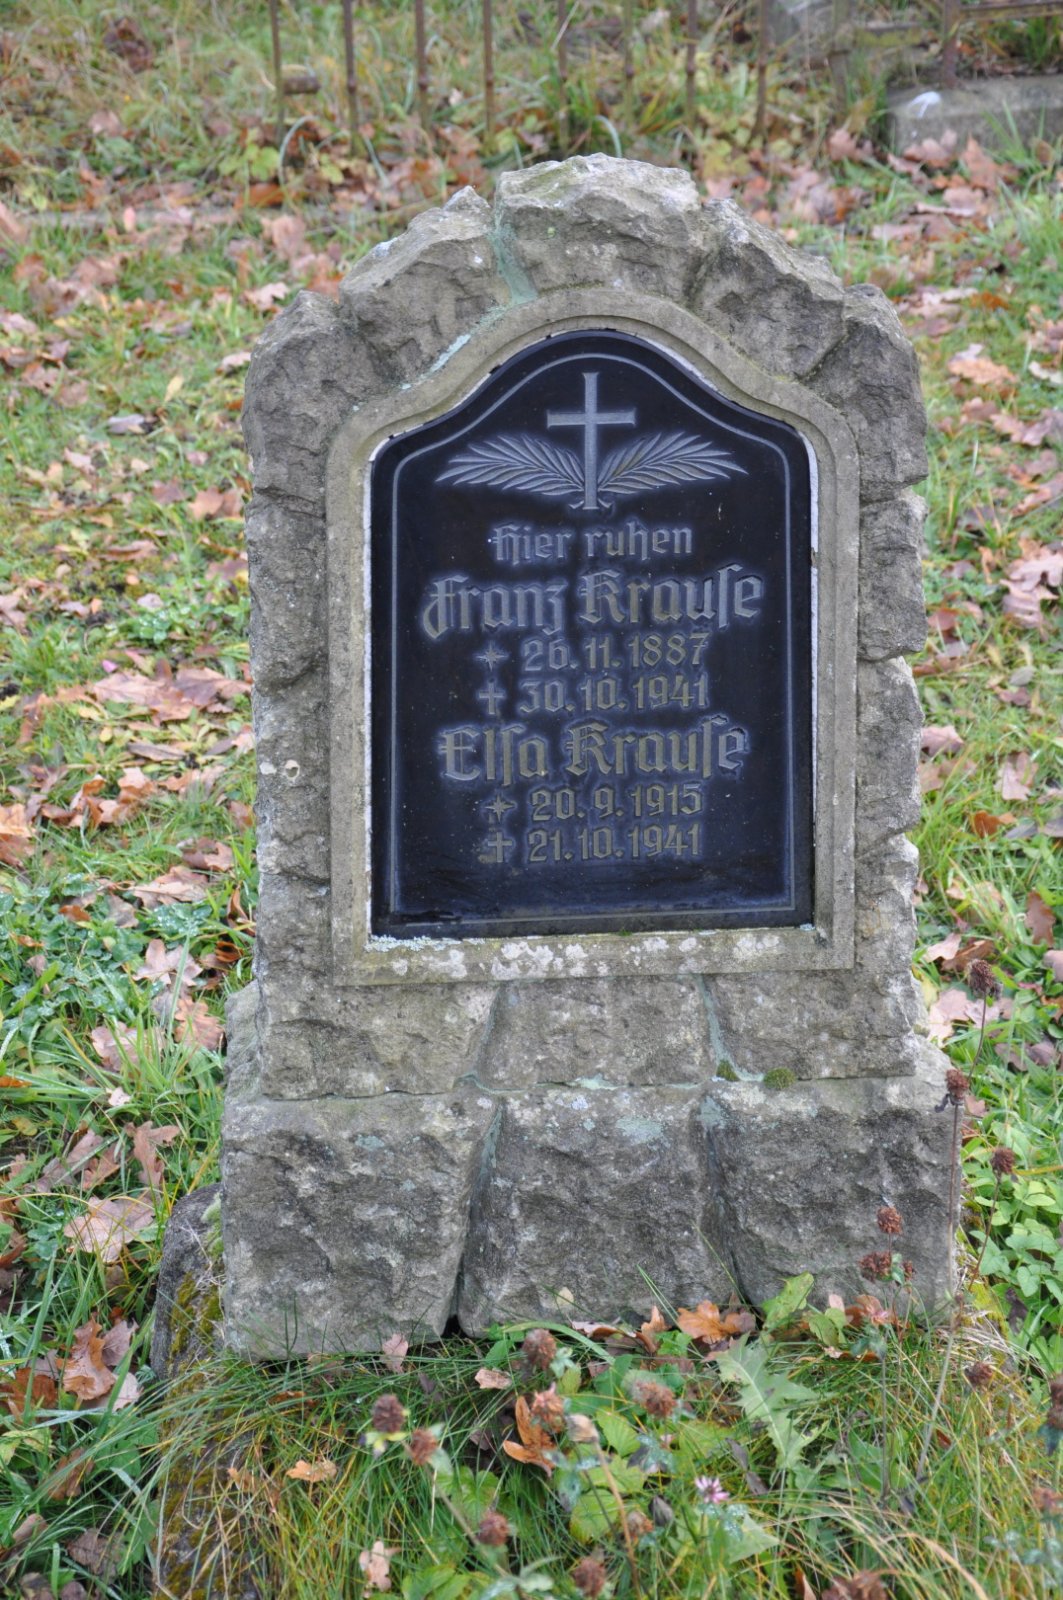 Hier ruhen
Franz Krauſe
* 26.11.1887
† 30.10.1941
Elſa Krauſe
* 20.9.1915
† 21.10.1941